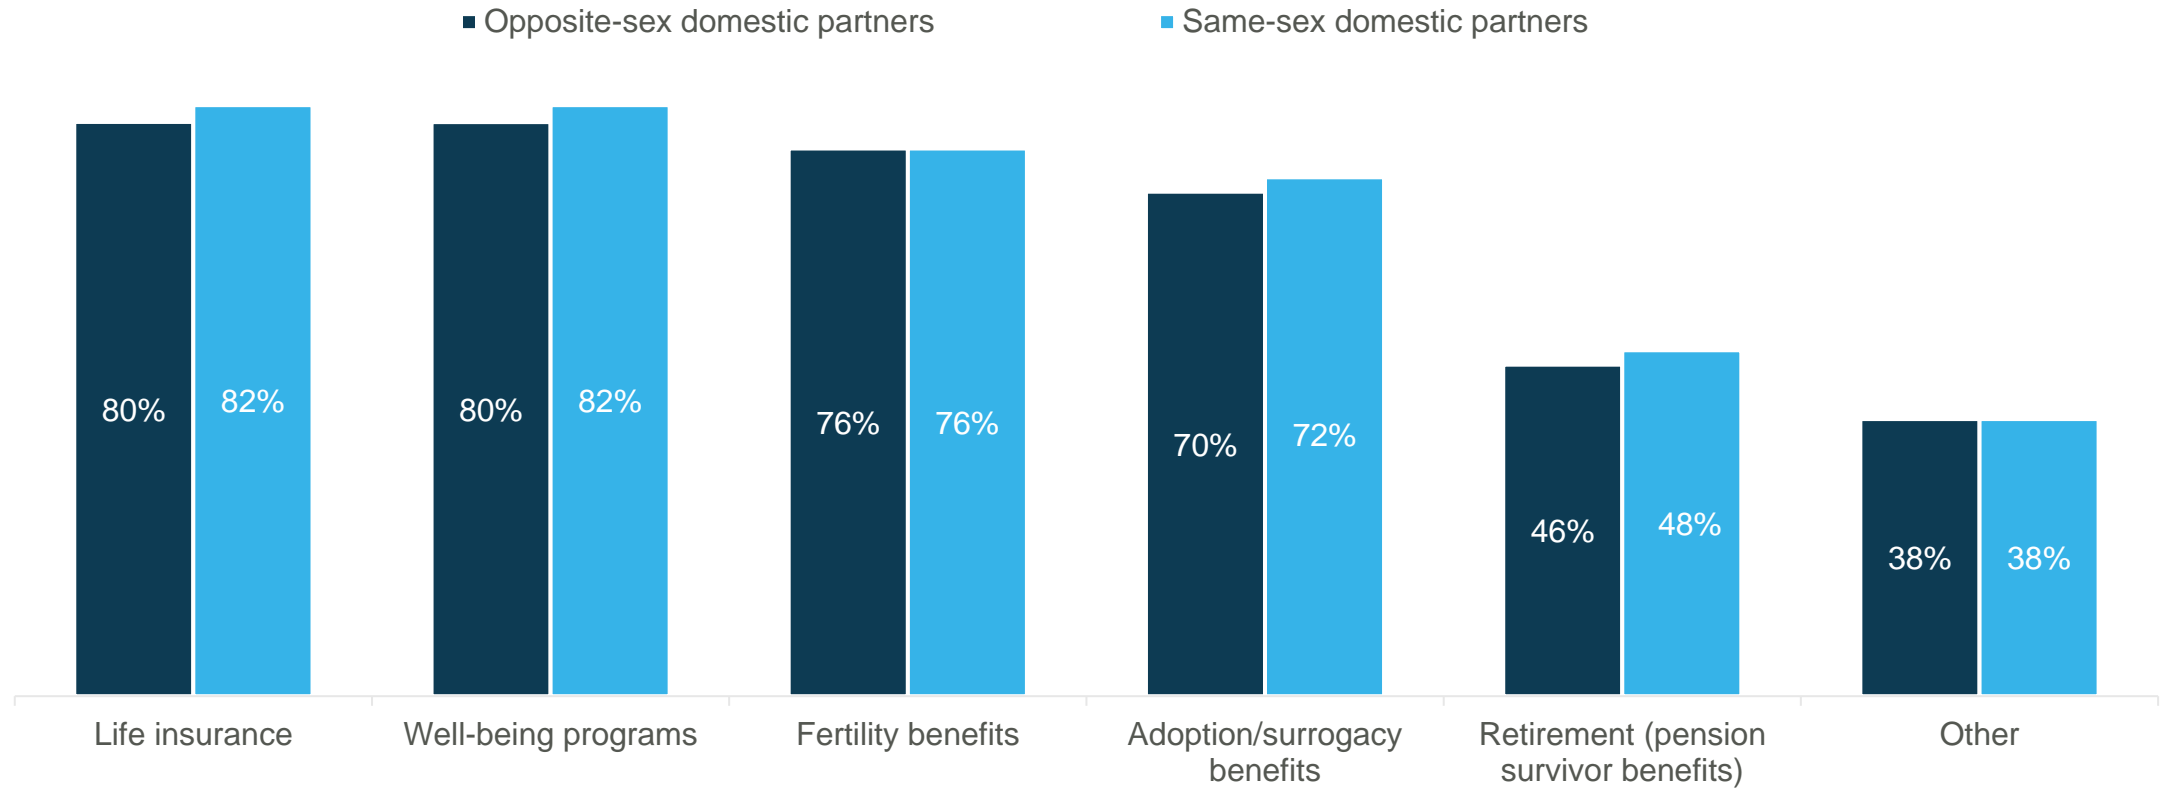 Opposite-sex domestic partners
Same-sex domestic partners
80%
82%
80%
82%
76%
76%
70%
72%
46%
48%
38%
38%
Life insurance
Well-being programs
Fertility benefits
Adoption/surrogacy
benefits
Retirement (pension
survivor benefits)
Other